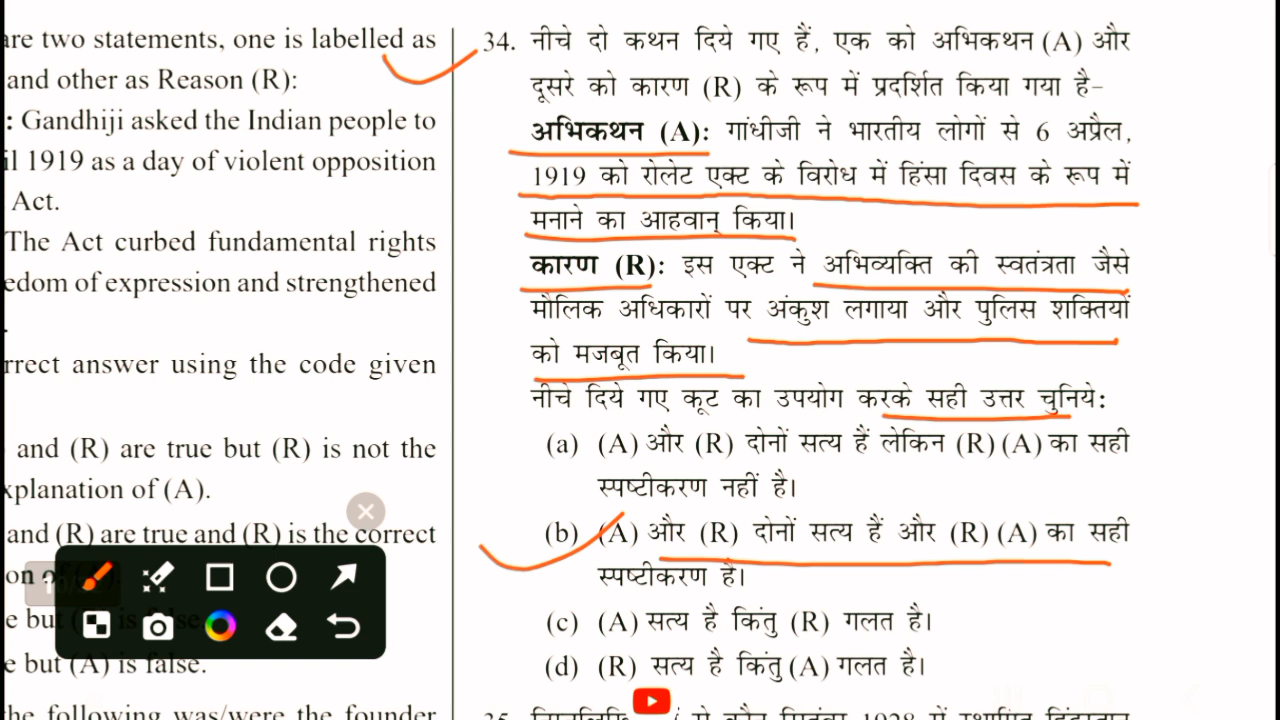 are two statements, one is labelled as
and other as Reason (R):
: Gandhiji asked the Indian people to
il 1919 as a day of violent opposition
Act.
The Act curbed fundamental rights
edom of expression and strengthened
.
rrect answer using the code given
and (R) are true but (R) is not the
xplanation of (A).
and (R) are true and (R) is the correct
on of
e but is false.
e but (A) is false.
the following was/were the founder
34. नीचे दो कथन दिये गए हैं, एक को अभिकथन (A) और
दूसरे को कारण (R) के रूप में प्रदर्शित किया गया है-
अभिकथन (A): गांधीजी ने भारतीय लोगों से 6 अप्रैल,
1919 को रोलेट एक्ट के विरोध में हिंसा दिवस के रूप में
मनाने का आहवान् किया।
कारण (R): इस एक्ट ने अभिव्यक्ति की स्वतंत्रता जैसे
मौलिक अधिकारों पर अंकुश लगाया और पुलिस शक्तियों
को मजबूत किया।
नीचे दिये गए कूट का उपयोग करके सही उत्तर चुनिये:
(a) (A) और (R) दोनों सत्य हैं लेकिन (R) (A) का सही
स्पष्टीकरण नहीं है।
(b) (A) और (R) दोनों सत्य हैं और (R) (A) का सही
स्पष्टीकरण है।
(c) (A) सत्य है किंतु (R) गलत है।
(d) (R) सत्य है किंतु (A) गलत है।
35. में स्थापित हिंदुस्तान